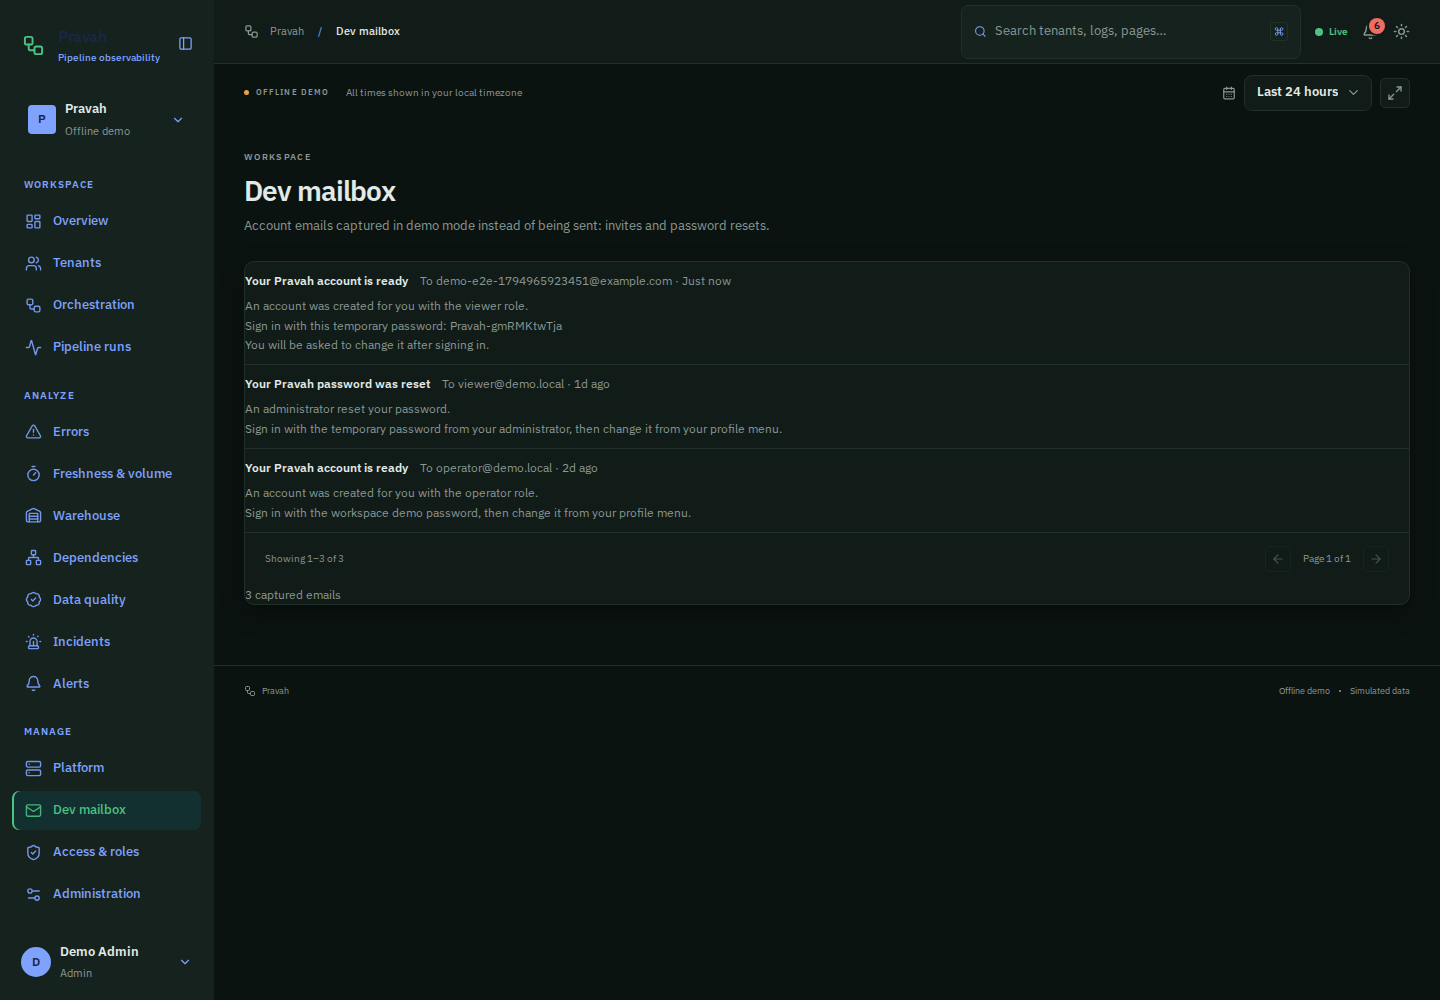 Pravah
Pipeline observability
P
Pravah
Offline demo
WORKSPACE
Overview
Tenants
Orchestration
Pipeline runs
ANALYZE
Errors
Freshness & volume
Warehouse
Dependencies
Data quality
Incidents
Alerts
MANAGE
Platform
Dev mailbox
Access & roles
Administration
D
Demo Admin
Admin
Pravah / Dev mailbox
Search tenants, logs, pages... ⌘
Live
6
OFFLINE DEMO All times shown in your local timezone
Last 24 hours
WORKSPACE
Dev mailbox
Account emails captured in demo mode instead of being sent: invites and password resets.
Your Pravah account is ready To demo-e2e-1794965923451@example.com · Just now
An account was created for you with the viewer role.
Sign in with this temporary password: Pravah-gmRMKtwTja
You will be asked to change it after signing in.
Your Pravah password was reset To viewer@demo.local · 1d ago
An administrator reset your password.
Sign in with the temporary password from your administrator, then change it from your profile menu.
Your Pravah account is ready To operator@demo.local · 2d ago
An account was created for you with the operator role.
Sign in with the workspace demo password, then change it from your profile menu.
Showing 1–3 of 3
Page 1 of 1
3 captured emails
Pravah
Offline demo • Simulated data